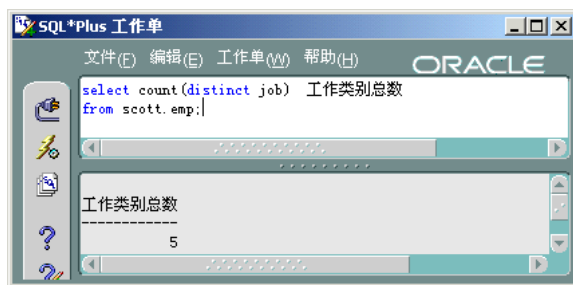 SQL*Plus 工作单
文件(F) 编辑(E) 工作单(W) 帮助(H) ORACLE
select count(distinct job) 工作类别总数
from scott.emp;
工作类别总数
------------
5